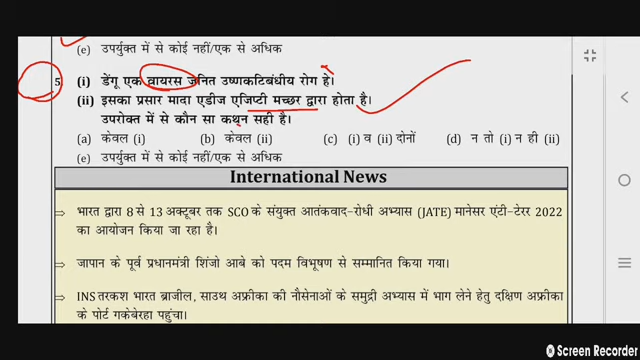 (e) उपर्युक्त में से कोई नहीं/एक से अधिक
5 (i) डेंगू एक वायरस जनित उष्णकटिबंधीय रोग है।
(ii) इसका प्रसार मादा एडीज एजिप्टी मच्छर द्वारा होता है।
उपरोक्त में से कौन सा कथन सही है।
(a) केवल (i) (b) केवल (ii) (c) (i) व (ii) दोनों (d) न तो (i) न ही (ii)
(e) उपर्युक्त में से कोई नहीं/एक से अधिक
International News
⇒ भारत द्वारा 8 से 13 अक्टूबर तक SCO के संयुक्त आतंकवाद-रोधी अभ्यास (JATE) मानेसर एंटी-टेरर 2022
का आयोजन किया जा रहा है।
⇒ जापान के पूर्व प्रधानमंत्री शिंजो आबे को पदम विभूषण से सम्मानित किया गया।
⇒ INS तरकश भारत ब्राजील, साउथ अफ्रीका की नौसेनाओं के समुद्री अभ्यास में भाग लेने हेतु दक्षिण अफ्रीका
के पोर्ट गकेबेरहा पहुंचा।
Screen Recorder